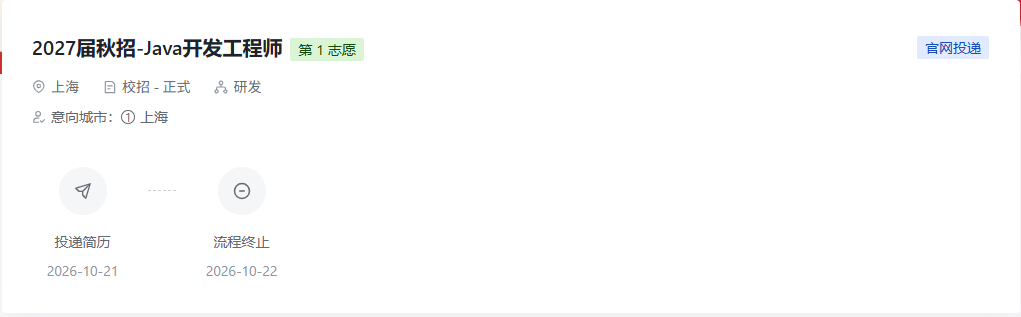 2027届秋招-Java开发工程师 第 1 志愿 官网投递
上海 校招 - 正式 研发
意向城市：① 上海
投递简历 流程终止
2026-10-21 2026-10-22